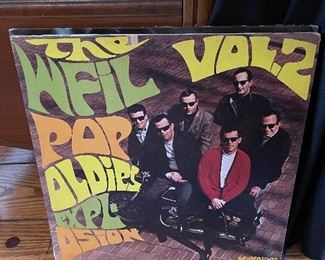 the
WFIL
POP
OLDIES
EXPL-
OSION
VOL.2